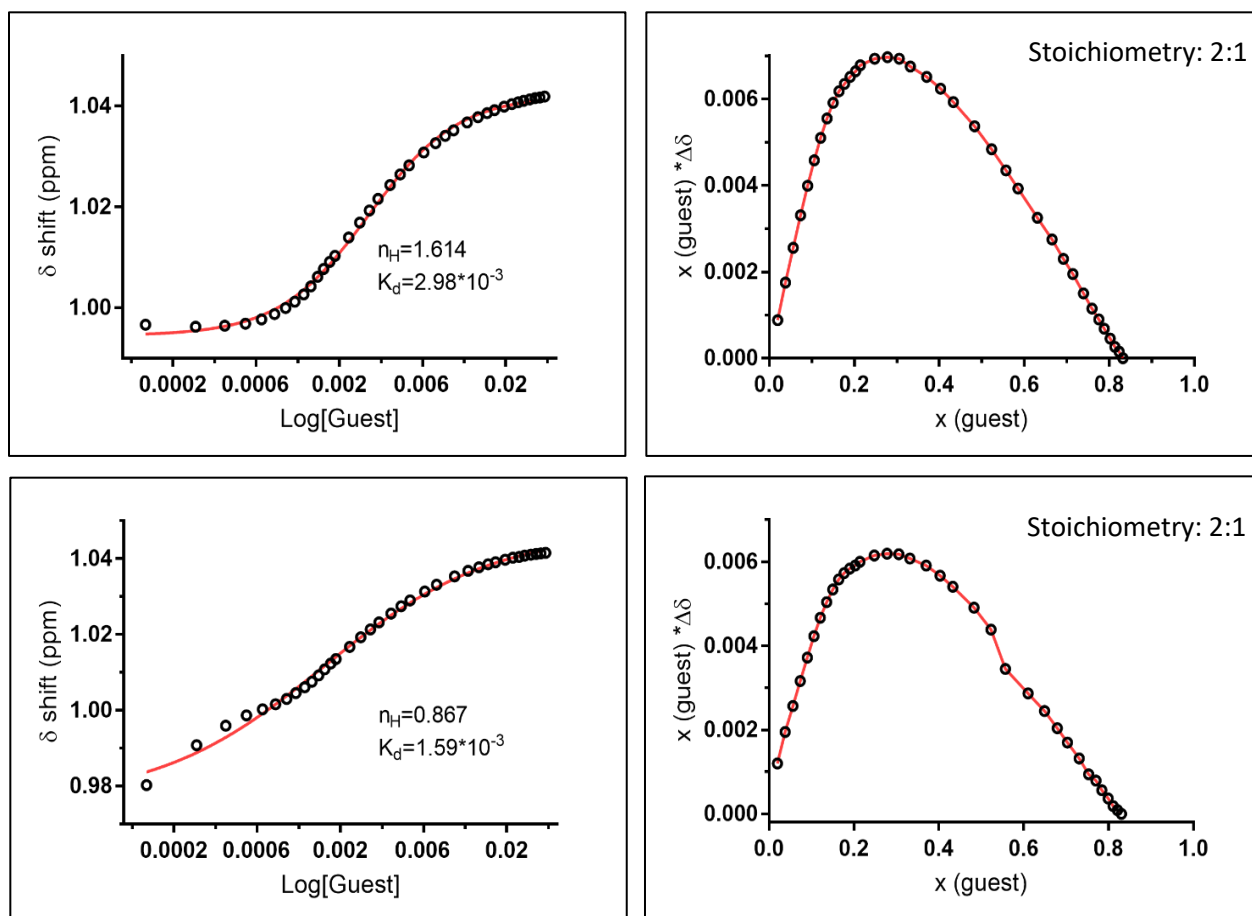 δ shift (ppm)
1.04
1.02
1.00
n_H=1.614
K_d=2.98*10^-3
0.0002 0.0006 0.002 0.006 0.02
Log[Guest]
Stoichiometry: 2:1
x (guest) *Δδ
0.006
0.004
0.002
0.000
0.0 0.2 0.4 0.6 0.8 1.0
x (guest)
δ shift (ppm)
1.04
1.02
1.00
0.98
n_H=0.867
K_d=1.59*10^-3
0.0002 0.0006 0.002 0.006 0.02
Log[Guest]
Stoichiometry: 2:1
x (guest) *Δδ
0.006
0.004
0.002
0.000
0.0 0.2 0.4 0.6 0.8 1.0
x (guest)